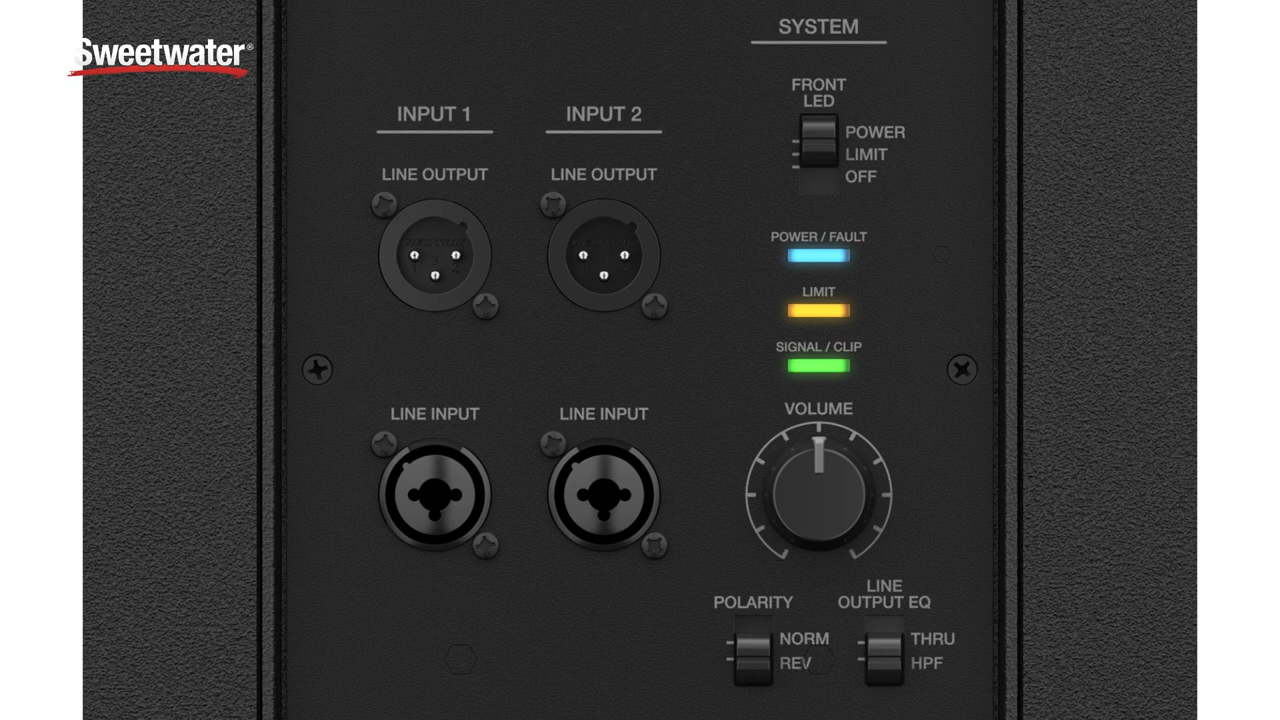 Sweetwater®
SYSTEM
FRONT
LED
POWER
LIMIT
OFF
INPUT 1
INPUT 2
LINE OUTPUT
LINE OUTPUT
POWER / FAULT
LIMIT
SIGNAL / CLIP
LINE INPUT
LINE INPUT
VOLUME
POLARITY
NORM
REV
LINE
OUTPUT EQ
THRU
HPF